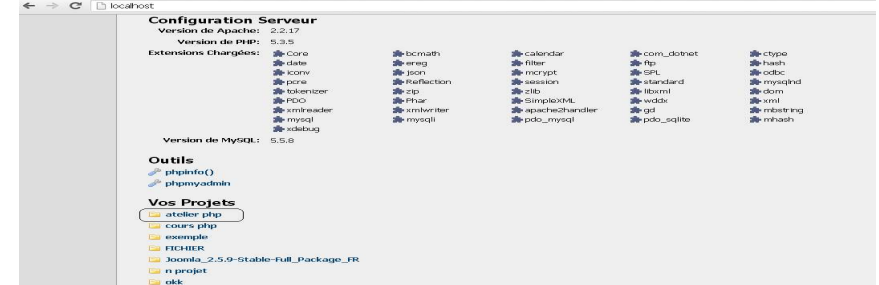 localhost
Configuration Serveur
Version de Apache: 2.2.17
Version de PHP: 5.3.5
Extensions Chargées: Core bcmath calendar com_dotnet ctype
date ereg filter ftp hash
iconv json mcrypt SPL odbc
pcre Reflection session standard mysqlnd
tokenizer zip zlib libxml dom
PDO Phar SimpleXML wddx xml
xmlreader xmlwriter apache2handler gd mbstring
mysql mysqli pdo_mysql pdo_sqlite mhash
xdebug
Version de MySQL: 5.5.8
Outils
phpinfo()
phpmyadmin
Vos Projets
atelier php
cours php
exemple
FICHIER
Joomla_2.5.9-Stable-Full_Package_FR
n projet
okk